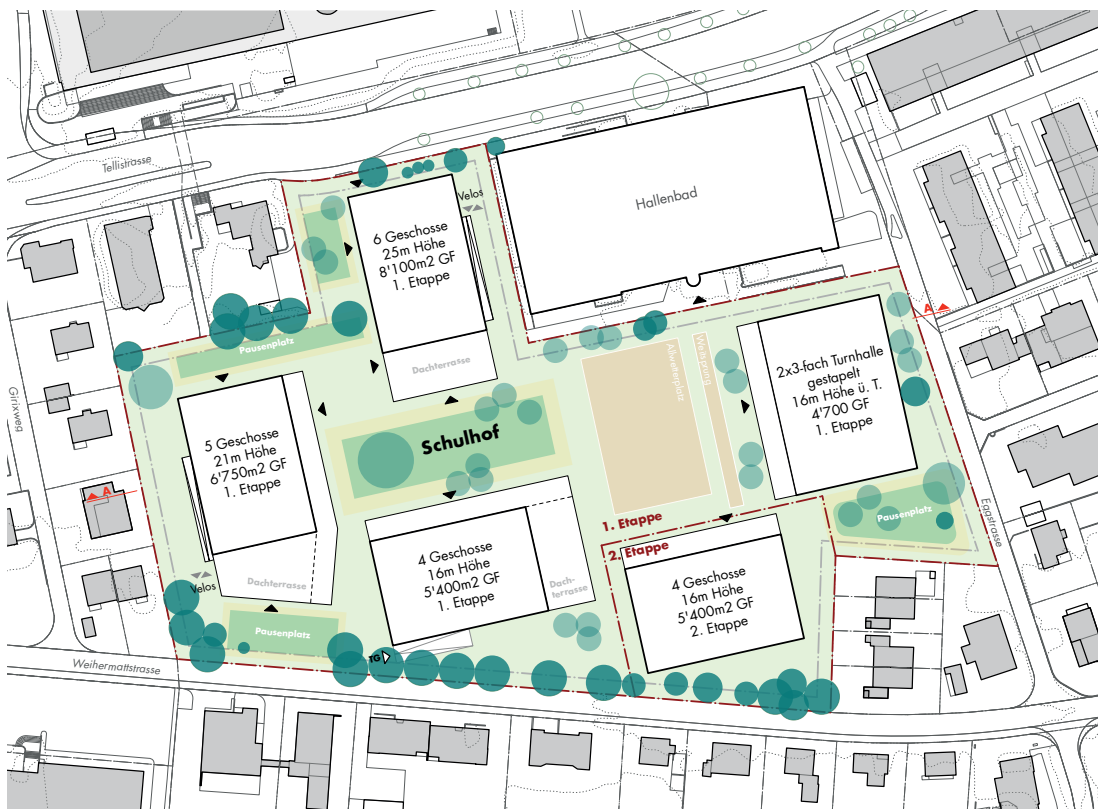 Tellistrasse
Velos
Hallenbad
6 Geschosse
25m Höhe
8'100m2 GF
1. Etappe
Dachterrasse
Pausenplatz
A
Girixweg
5 Geschosse
21m Höhe
6'750m2 GF
1. Etappe
Dachterrasse
A
Schulhof
Allwetterplatz
Weitsprung
2x3-fach Turnhalle
gestapelt
16m Höhe ü. T.
4'700 GF
1. Etappe
Pausenplatz
Eggstrasse
1. Etappe
2. Etappe
4 Geschosse
16m Höhe
5'400m2 GF
1. Etappe
Dach-
terrasse
4 Geschosse
16m Höhe
5'400m2 GF
2. Etappe
Velos
Pausenplatz
TG
Weihermattstrasse